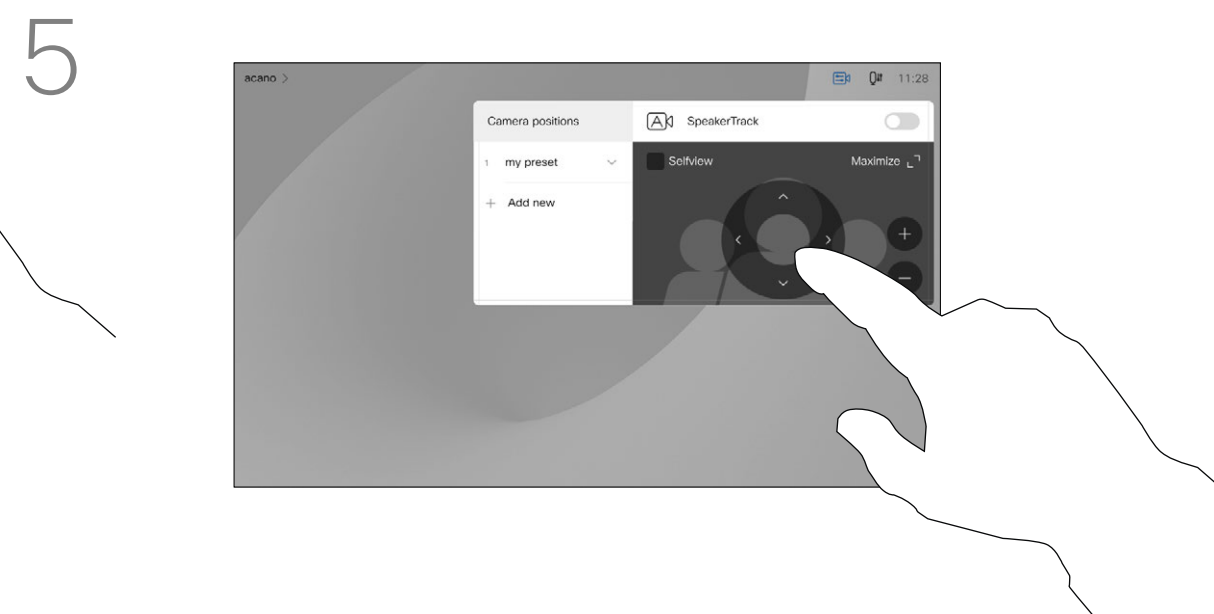 5
acano >
11:28
Camera positions
SpeakerTrack
1 my preset
Selfview
Maximize
+ Add new